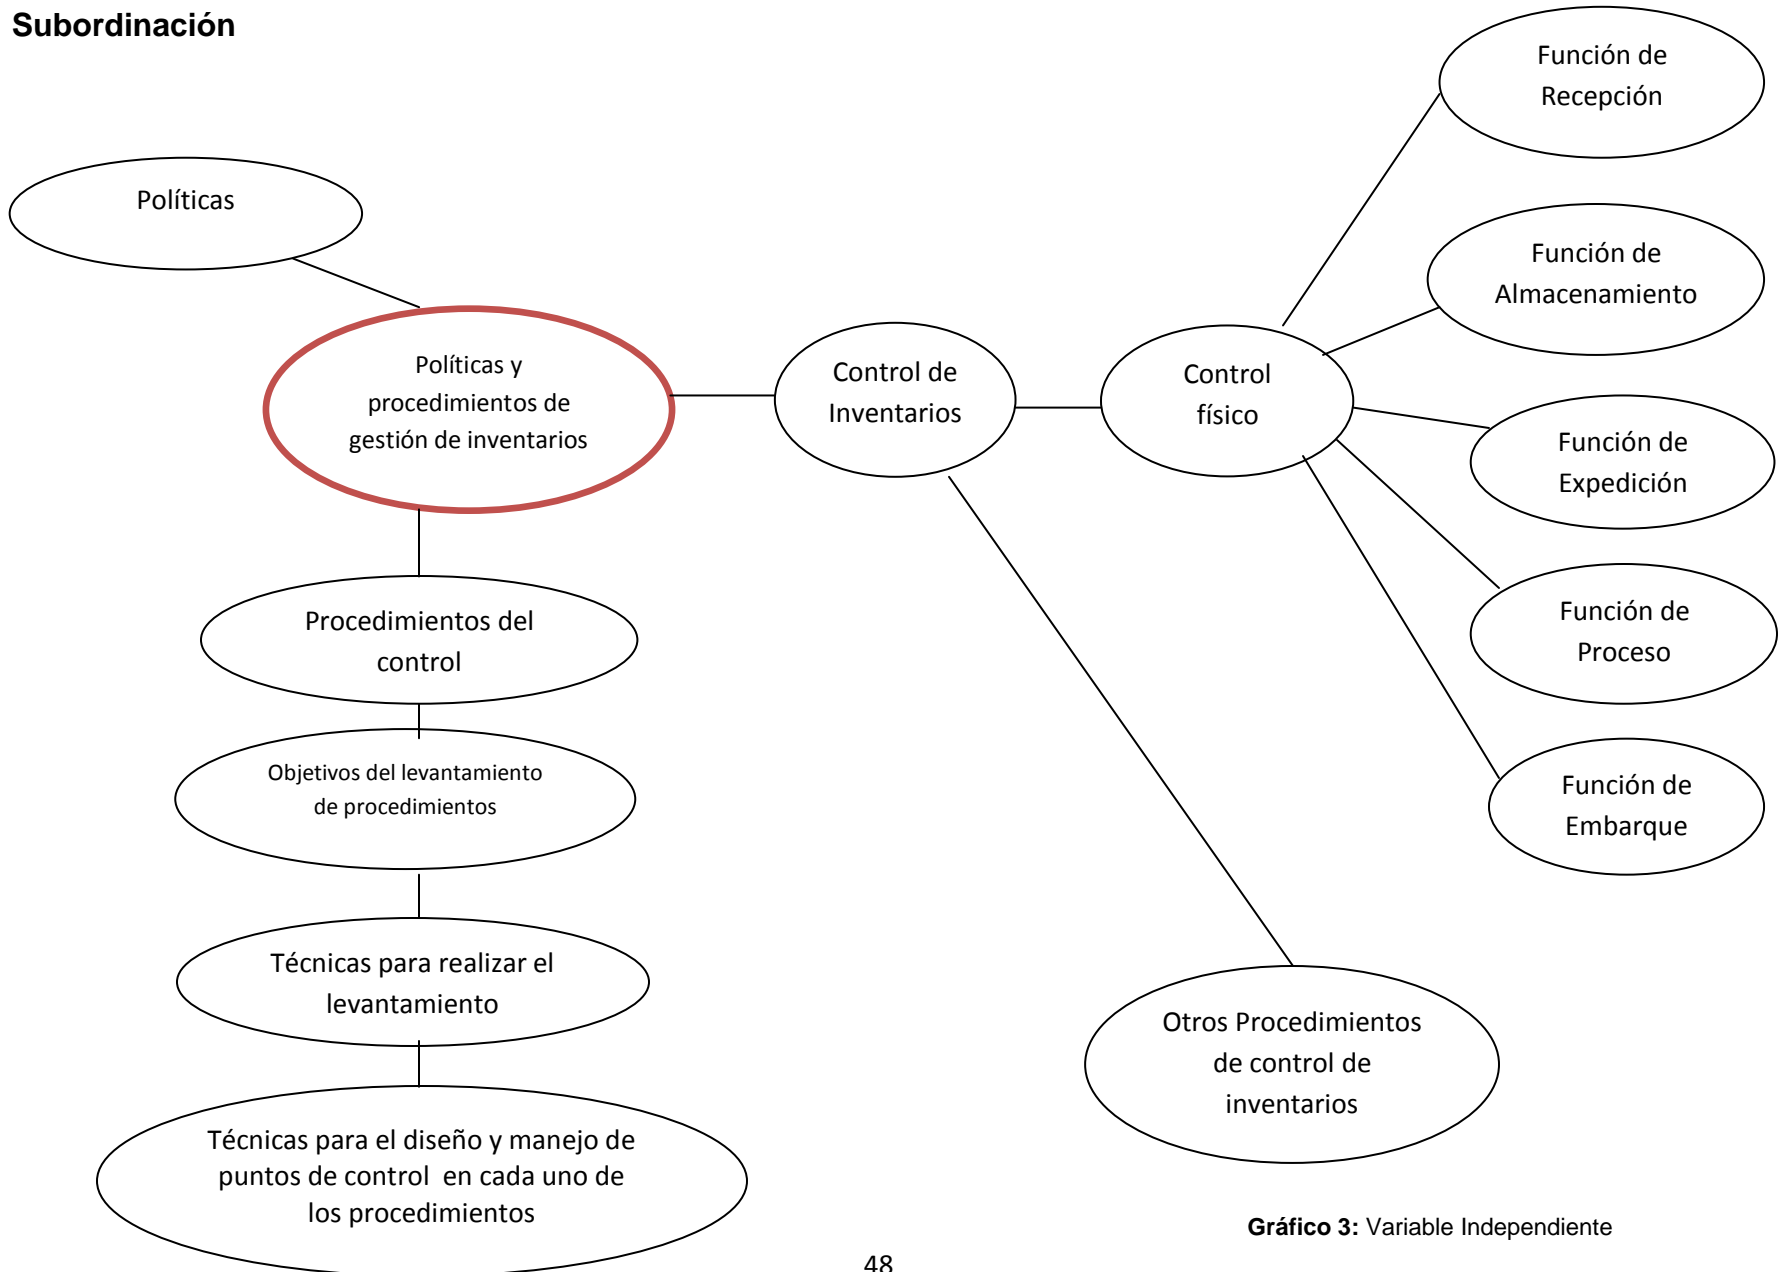 Subordinación
Función de
Recepción
Políticas
Función de
Almacenamiento
Políticas y
procedimientos de
gestión de inventarios
Control de
Inventarios
Control
físico
Función de
Expedición
Procedimientos del
control
Función de
Proceso
Objetivos del levantamiento
de procedimientos
Función de
Embarque
Técnicas para realizar el
levantamiento
Otros Procedimientos
de control de
inventarios
Técnicas para el diseño y manejo de
puntos de control  en cada uno de
los procedimientos
Gráfico 3: Variable Independiente
48